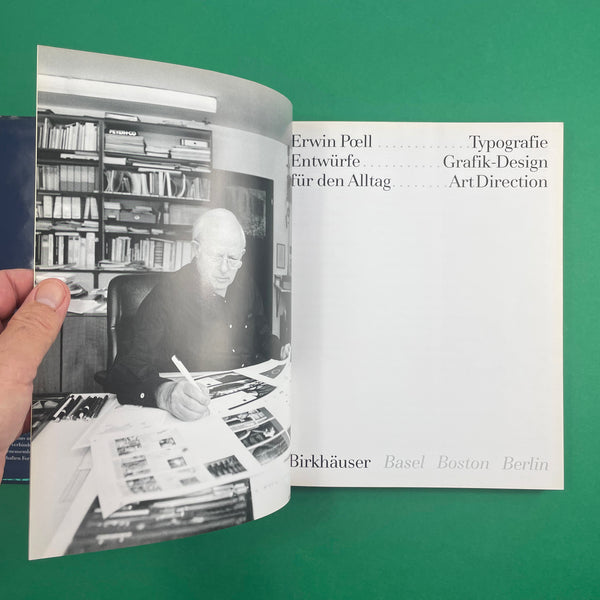 Erwin Pœll . . . . . . . . . . . . . Typografie
Entwürfe . . . . . . . . . . . Grafik-Design
für den Alltag . . . . . . . Art Direction
Birkhäuser Basel Boston Berlin